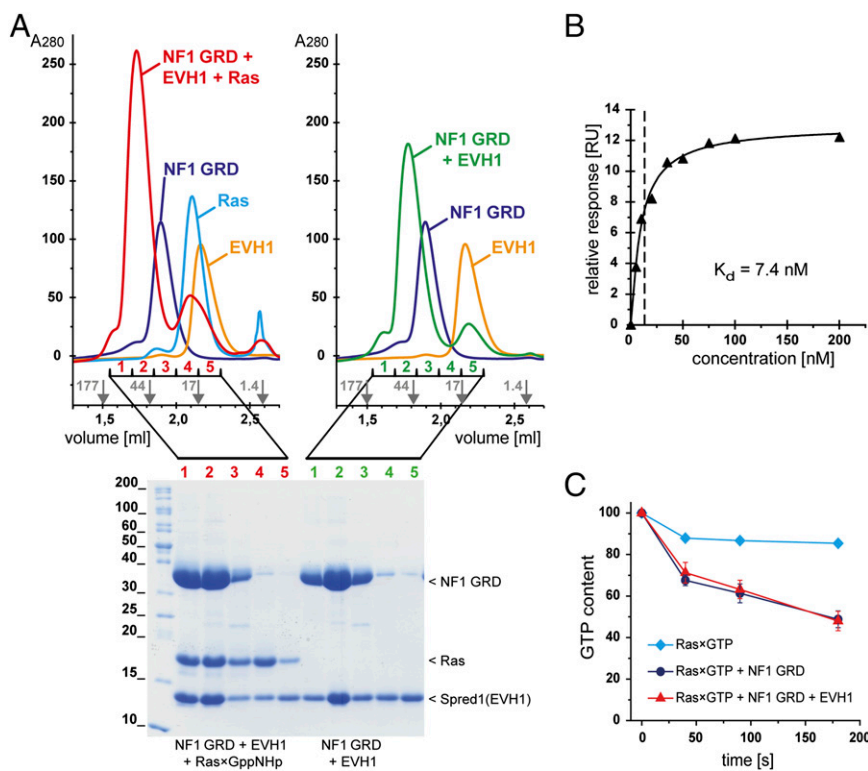 A
A280
250
200
150
100
50
0
NF1 GRD +
EVH1 + Ras
NF1 GRD
Ras
EVH1
1 2 3 4 5
177 44 17 1.4
1,5 2,0 2,5
volume [ml]
NF1 GRD
+ EVH1
NF1 GRD
EVH1
A280
250
200
150
100
50
0
1 2 3 4 5
177 44 17 1.4
1,5 2,0 2,5
volume [ml]
1 2 3 4 5 1 2 3 4 5
200
100
80
60
50
40
30
25
20
15
10
< NF1 GRD
< Ras
< Spred1(EVH1)
NF1 GRD + EVH1
+ Ras×GppNHp
NF1 GRD
+ EVH1
B
relative response [RU]
14
12
10
8
6
4
2
0
Kd = 7.4 nM
0 50 100 150 200
concentration [nM]
C
GTP content
100
80
60
40
20
0
Ras×GTP
Ras×GTP + NF1 GRD
Ras×GTP + NF1 GRD + EVH1
0 50 100 150 200
time [s]